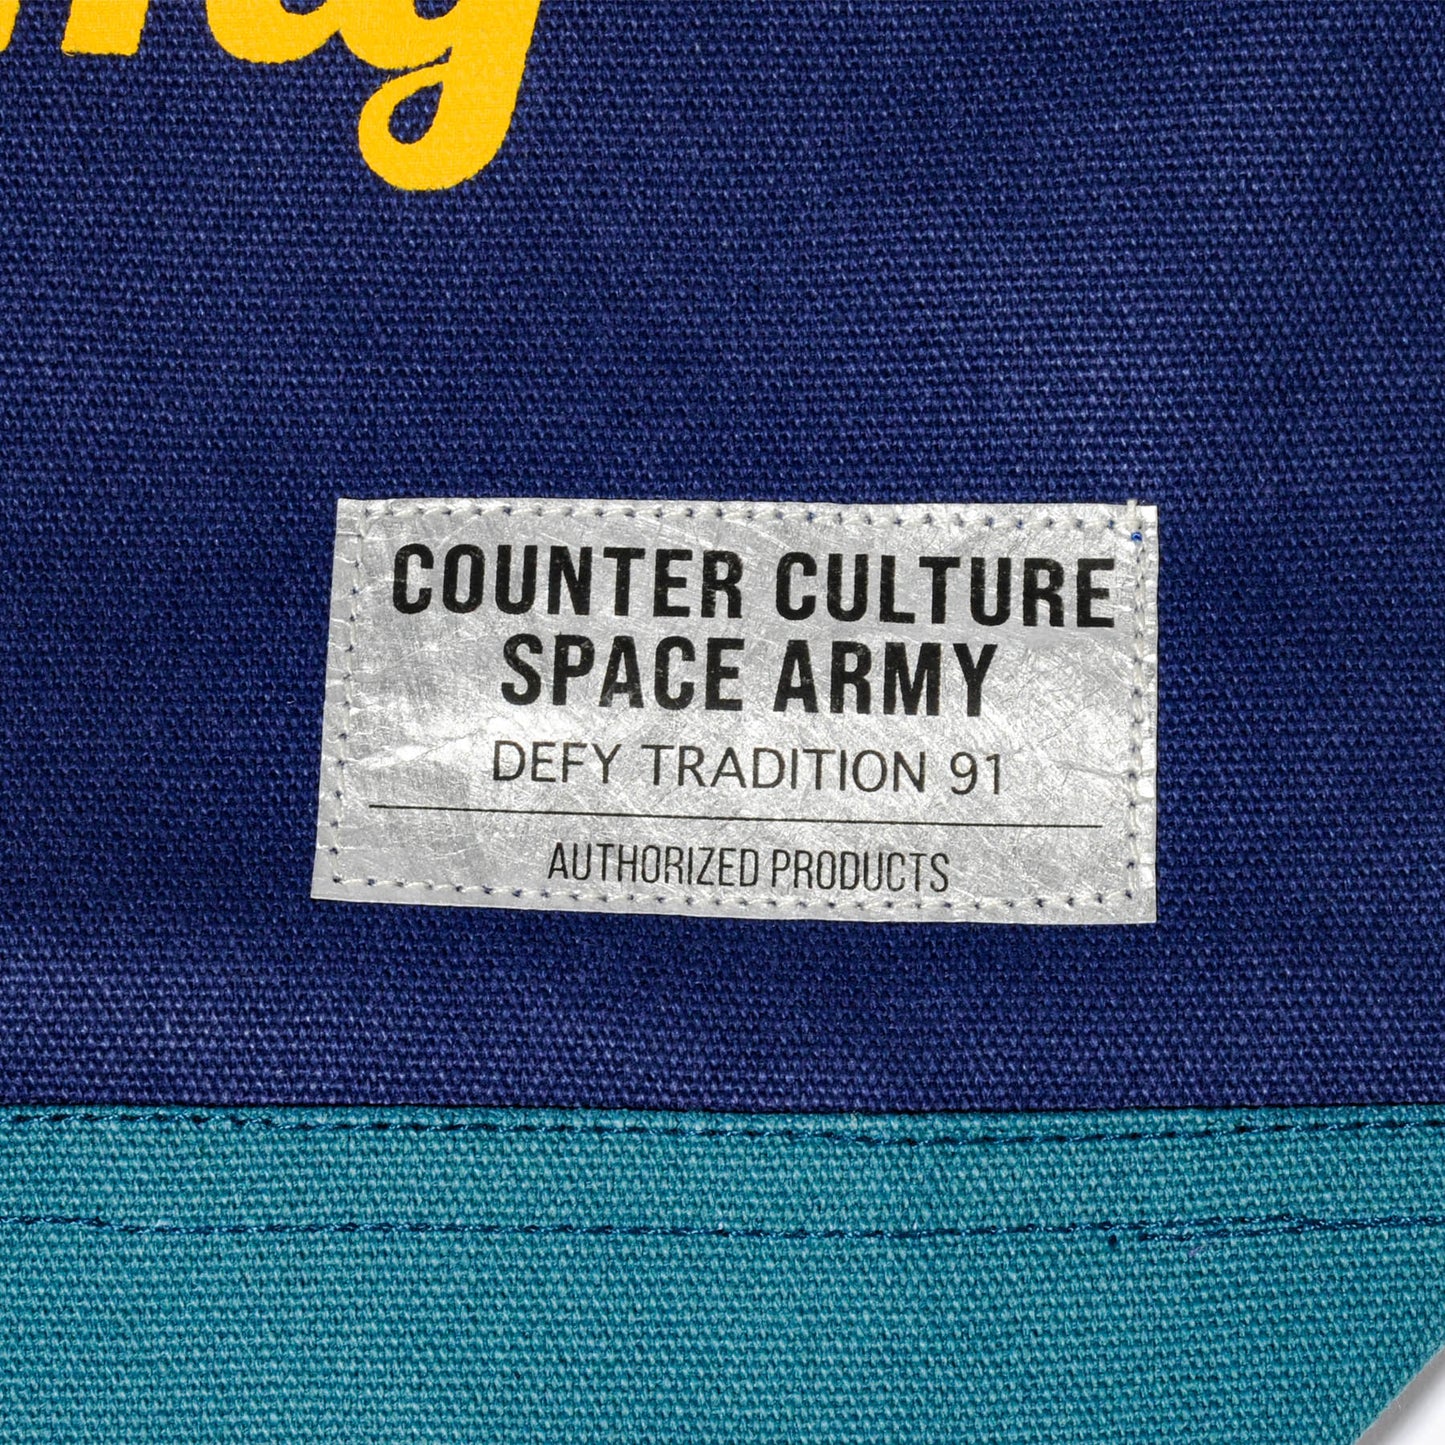 COUNTER CULTURE
SPACE ARMY
DEFY TRADITION 91
AUTHORIZED PRODUCTS